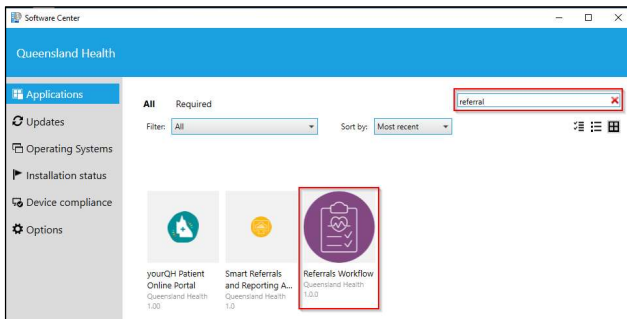 Software Center
Queensland Health
Applications
Updates
Operating Systems
Installation status
Device compliance
Options
All Required
referral
Filter: All Sort by: Most recent
yourQH Patient
Online Portal
Queensland Health
1.00
Smart Referrals
and Reporting A...
Queensland Health
1.0
Referrals Workflow
Queensland Health
1.0.0